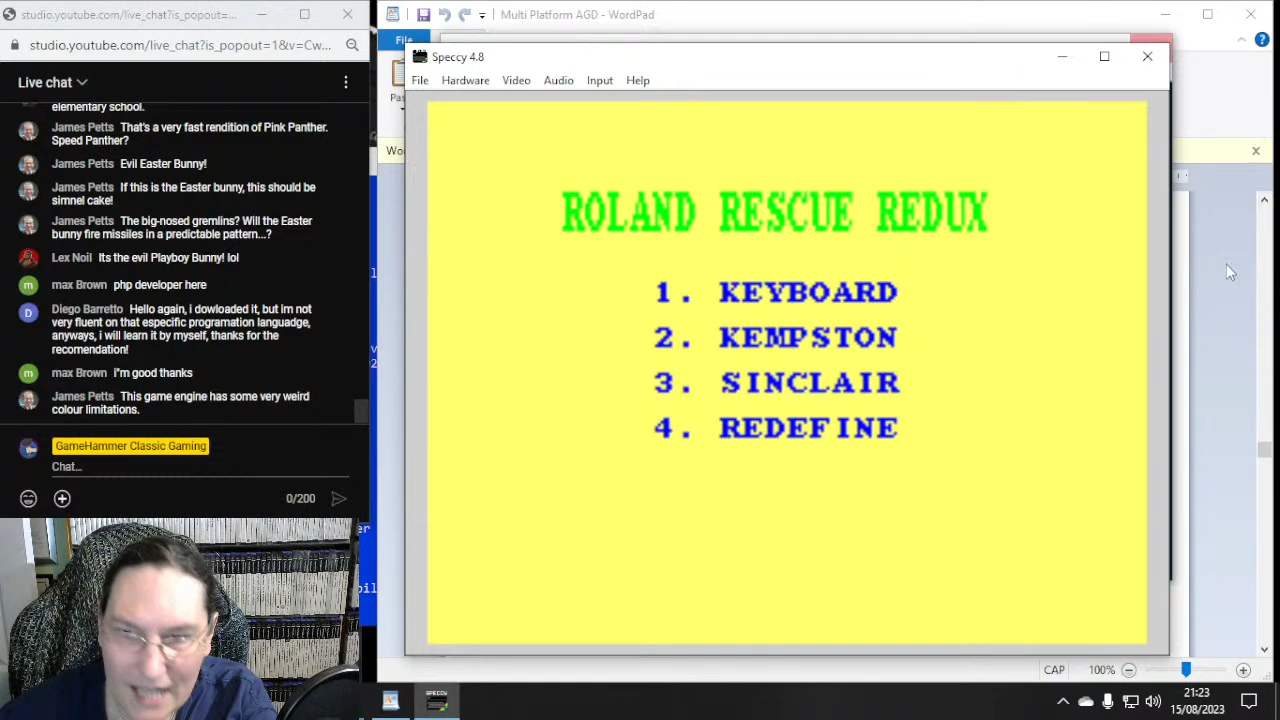 studio.youtube.com/live_chat?is_popout=...
Multi Platform AGD - WordPad
studio.youtube.com/live_chat?is_popout=1&v=Cw...
File
Speccy 4.8
Live chat
File Hardware Video Audio Input Help
Pas
elementary school.
James Petts That's a very fast rendition of Pink Panther.
Speed Panther?
Wo
James Petts Evil Easter Bunny!
James Petts If this is the Easter bunny, this should be
simnel cake!
James Petts The big-nosed gremlins? Will the Easter
bunny fire missiles in a predictable pattern...?
Lex Noil Its the evil Playboy Bunny! lol
max Brown php developer here
Diego Barretto Hello again, i dowloaded it, but im not
very fluent on that especific programation languadge,
anyways, i will learn it by myself, thanks for the
recomendation!
max Brown i"m good thanks
James Petts This game engine has some very weird
colour limitations.
GameHammer Classic Gaming
Chat...
0/200
ROLAND RESCUE REDUX
1. KEYBOARD
2. KEMPSTON
3. SINCLAIR
4. REDEFINE
er
pil
CAP 100%
SPECCY
21:23
15/08/2023